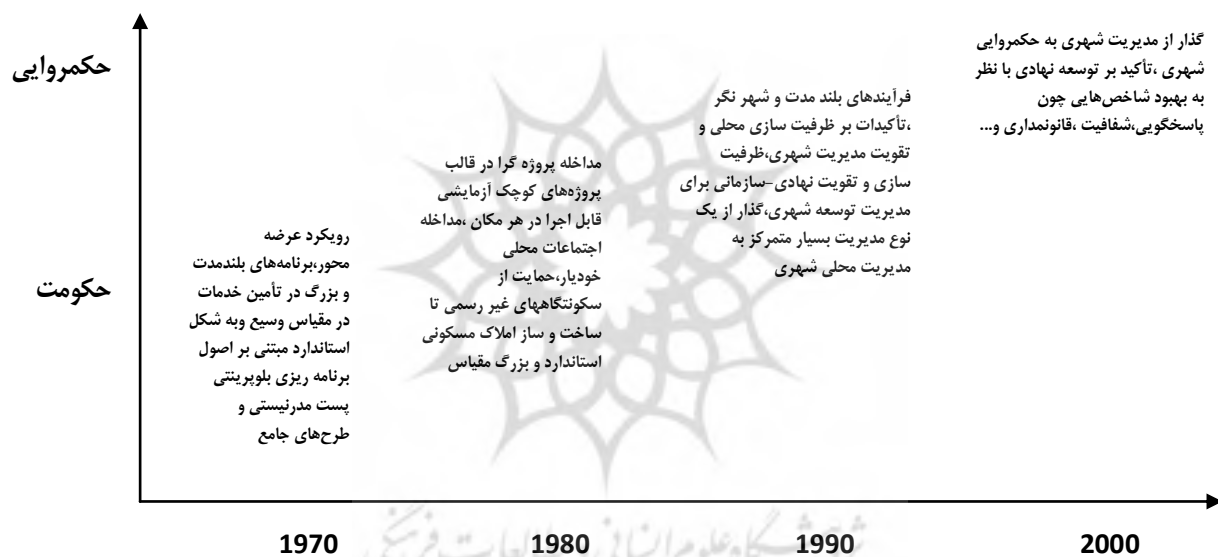 حکمروایی
حکومت
گذار از مدیریت شهری به حکمروایی
شهری ،تأکید بر توسعه نهادی با نظر
به بهبود شاخص‌هایی چون
پاسخگویی،شفافیت ،قانونمداری و...
فرآیندهای بلند مدت و شهر نگر
،تأکیدات بر ظرفیت سازی محلی و
تقویت مدیریت شهری،ظرفیت
سازی و تقویت نهادی-سازمانی برای
مدیریت توسعه شهری،گذار از یک
نوع مدیریت بسیار متمرکز به
مدیریت محلی شهری
مداخله پروژه گرا در قالب
پروژه‌های کوچک آزمایشی
قابل اجرا در هر مکان ،مداخله
اجتماعات محلی
خودیار،حمایت از
سکونتگاههای غیر رسمی تا
ساخت و ساز املاک مسکونی
استاندارد و بزرگ مقیاس
رویکرد عرضه
محور،برنامه‌های بلندمدت
و بزرگ در تأمین خدمات
در مقیاس وسیع وبه شکل
استاندارد مبتنی بر اصول
برنامه ریزی بلوپرینتی
پست مدرنیستی و
طرح‌های جامع
1970 1980 1990 2000
پژوهشگاه علوم انسانی و مطالعات فرهنگی